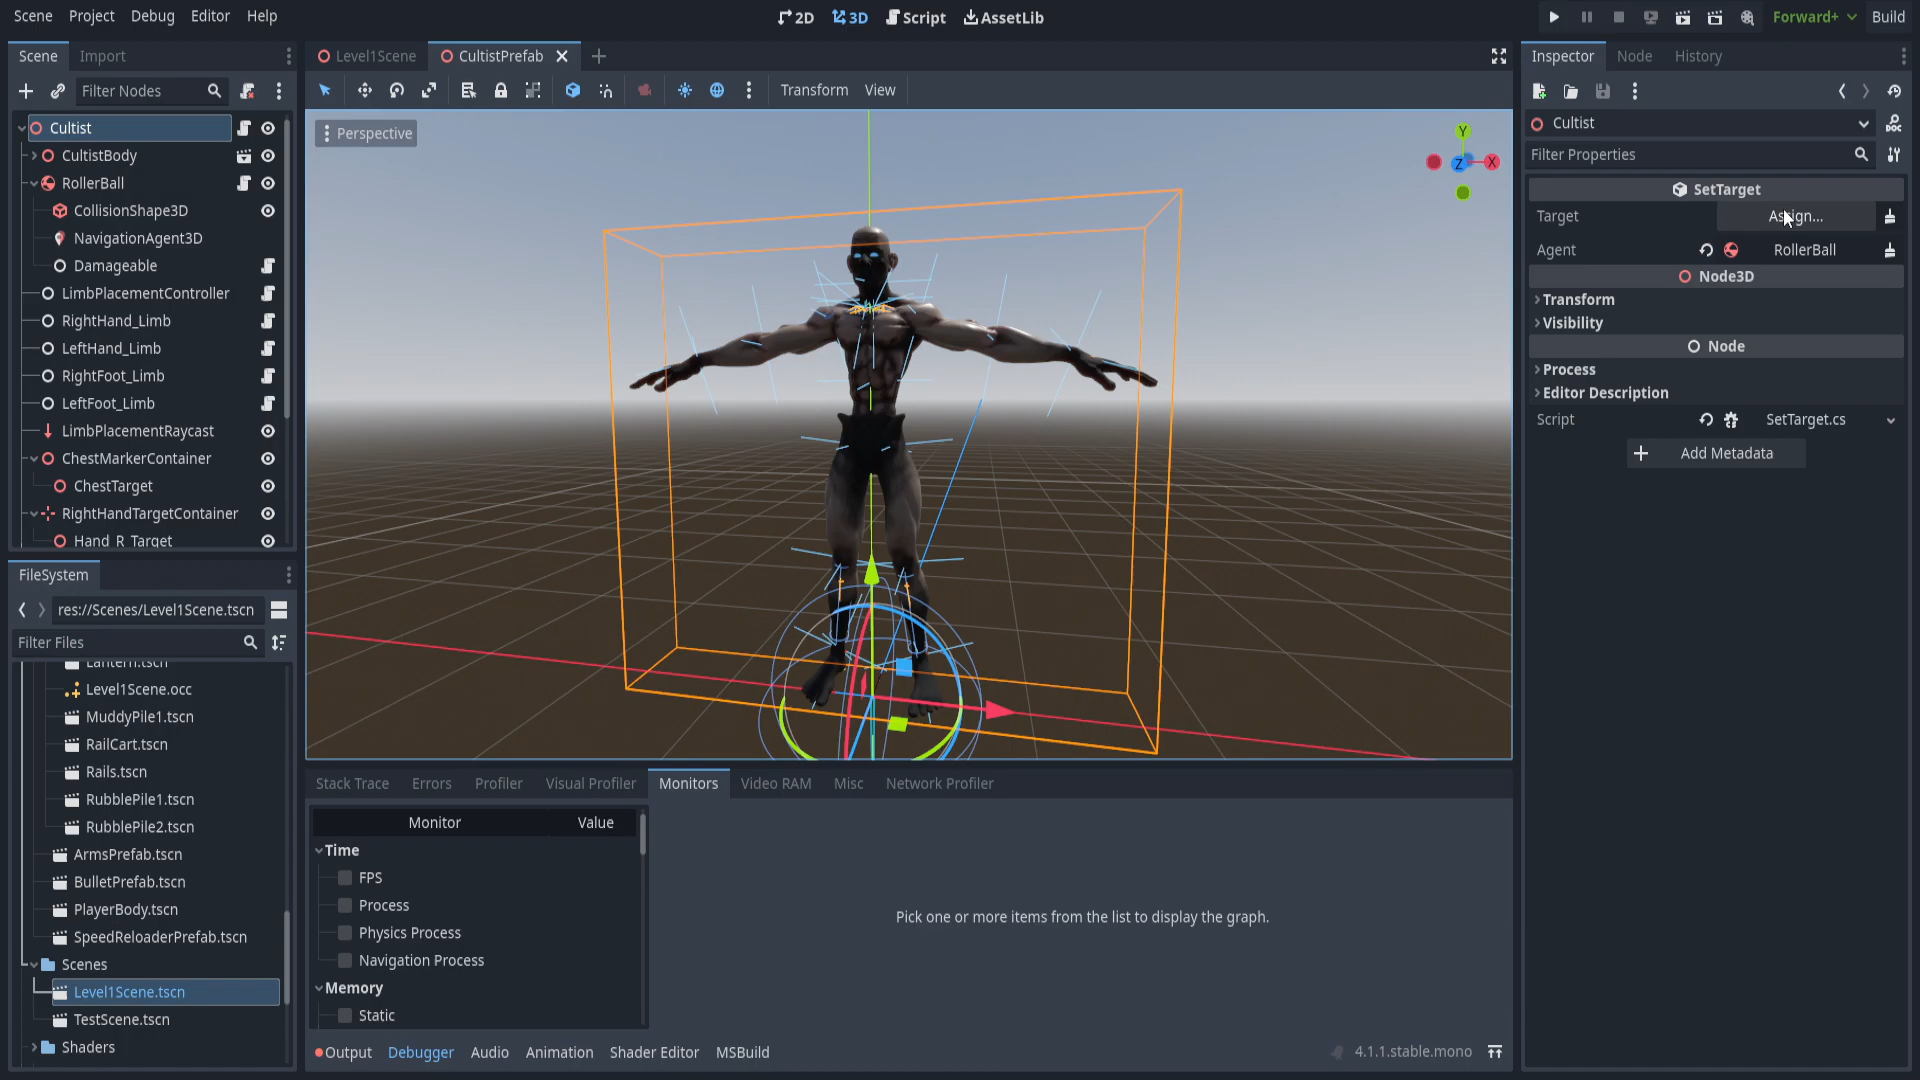 Scene Project Debug Editor Help
2D 3D Script AssetLib
Forward+ Build
Scene Import
Filter Nodes
Cultist
CultistBody
RollerBall
CollisionShape3D
NavigationAgent3D
Damageable
LimbPlacementController
RightHand_Limb
LeftHand_Limb
RightFoot_Limb
LeftFoot_Limb
LimbPlacementRaycast
ChestMarkerContainer
ChestTarget
RightHandTargetContainer
Hand_R_Target
FileSystem
res://Scenes/Level1Scene.tscn
Filter Files
Lantern.tscn
Level1Scene.occ
MuddyPile1.tscn
RailCart.tscn
Rails.tscn
RubblePile1.tscn
RubblePile2.tscn
ArmsPrefab.tscn
BulletPrefab.tscn
PlayerBody.tscn
SpeedReloaderPrefab.tscn
Scenes
Level1Scene.tscn
TestScene.tscn
Shaders
Level1Scene CultistPrefab
Transform View
Perspective
Y
Z X
Stack Trace Errors Profiler Visual Profiler Monitors Video RAM Misc Network Profiler
Monitor Value
Time
FPS
Process
Physics Process
Navigation Process
Memory
Static
Pick one or more items from the list to display the graph.
Output Debugger Audio Animation Shader Editor MSBuild
4.1.1.stable.mono
Inspector Node History
Cultist
Filter Properties
SetTarget
Target Assign...
Agent RollerBall
Node3D
Transform
Visibility
Node
Process
Editor Description
Script SetTarget.cs
Add Metadata